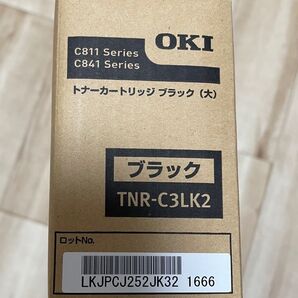 C811 Series
C841 Series
OKI
トナーカートリッジ ブラック（大）
ブラック
TNR-C3LK2
ロットNo.
LKJPCJ252JK32 1666